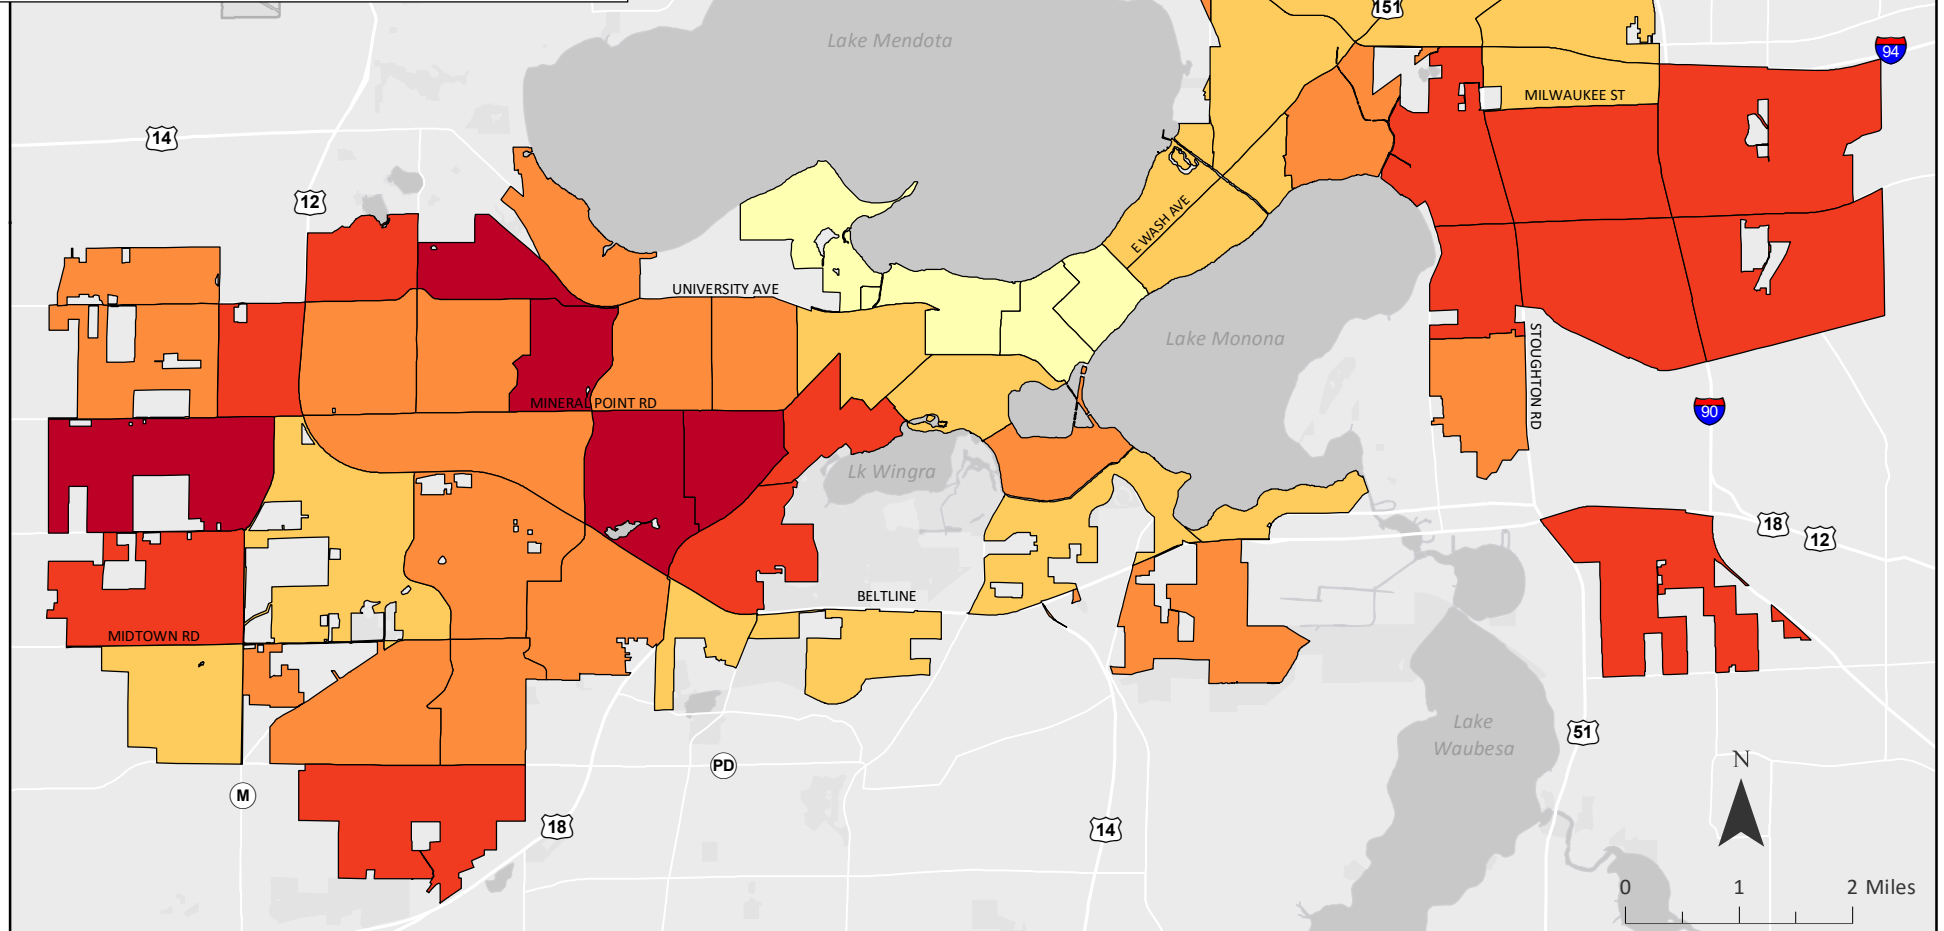 151
Lake Mendota
94
MILWAUKEE ST
14
12
E WASH AVE
UNIVERSITY AVE
Lake Monona
STOUGHTON RD
MINERAL POINT RD
90
Lk Wingra
18
12
BELTLINE
MIDTOWN RD
Lake
Waubesa
51
PD
N
M
18
14
0 1 2 Miles